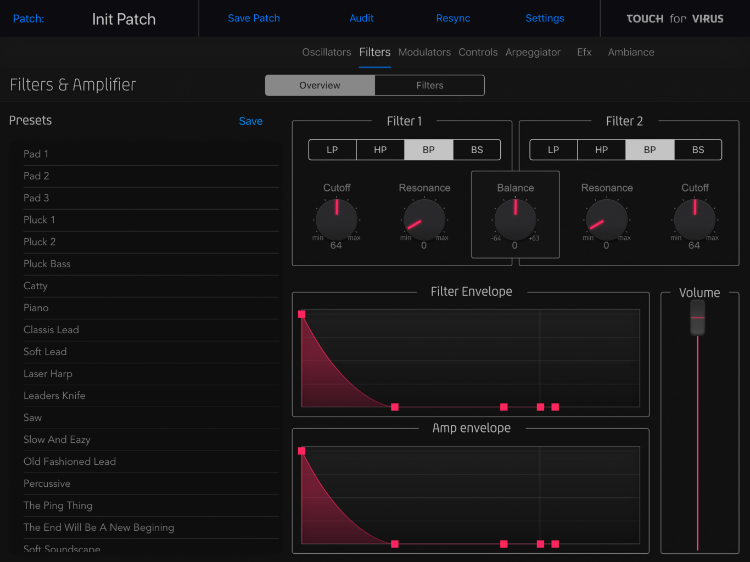 Patch: Init Patch Save Patch Audit Resync Settings TOUCH for VIRUS
Oscillators Filters Modulators Controls Arpeggiator Efx Ambiance
Filters & Amplifier Overview Filters
Presets Save
Pad 1
Pad 2
Pad 3
Pluck 1
Pluck 2
Pluck Bass
Catty
Piano
Classis Lead
Soft Lead
Laser Harp
Leaders Knife
Saw
Slow And Eazy
Old Fashioned Lead
Percussive
The Ping Thing
The End Will Be A New Begining
Soft Soundscape
Filter 1 Filter 2
LP HP BP BS LP HP BP BS
Cutoff Resonance Balance Resonance Cutoff
min max min max -64 +63 min max min max
64 0 0 0 64
Filter Envelope Volume
Amp envelope